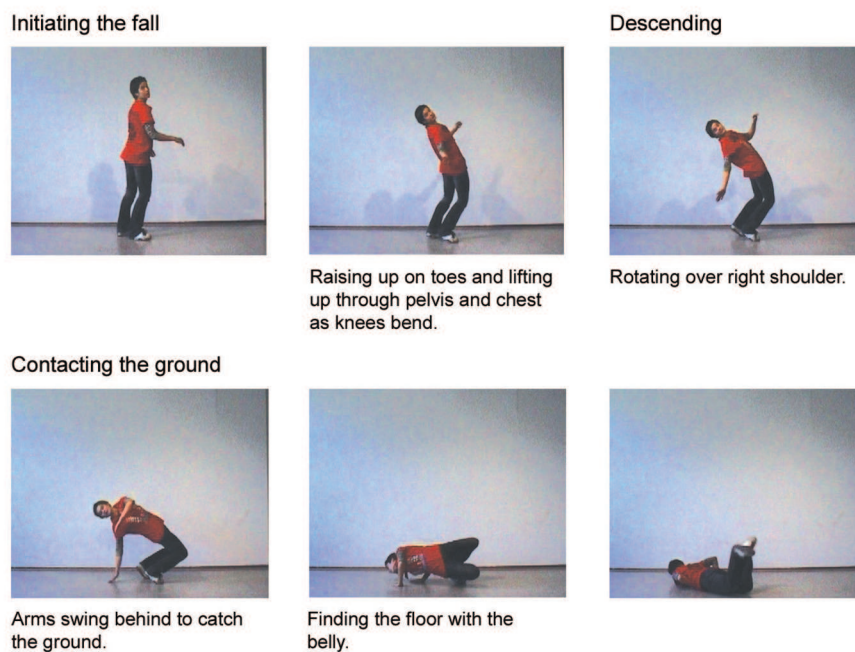 Initiating the fall
Descending
Raising up on toes and lifting
up through pelvis and chest
as knees bend.
Rotating over right shoulder.
Contacting the ground
Arms swing behind to catch
the ground.
Finding the floor with the
belly.